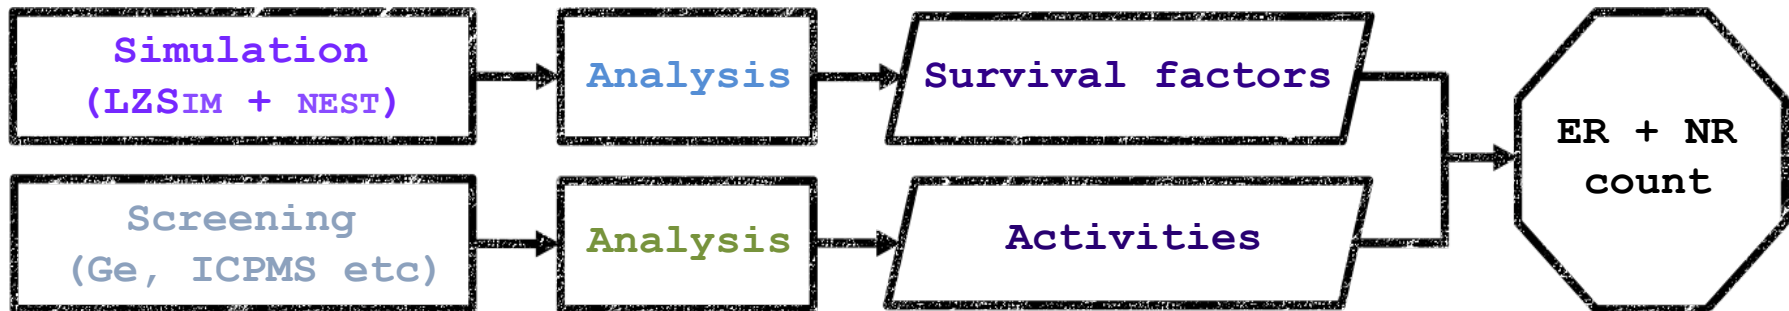 Simulation
(LZSIM + NEST)
Analysis
Survival factors
Screening
(Ge, ICPMS etc)
Analysis
Activities
ER + NR
count